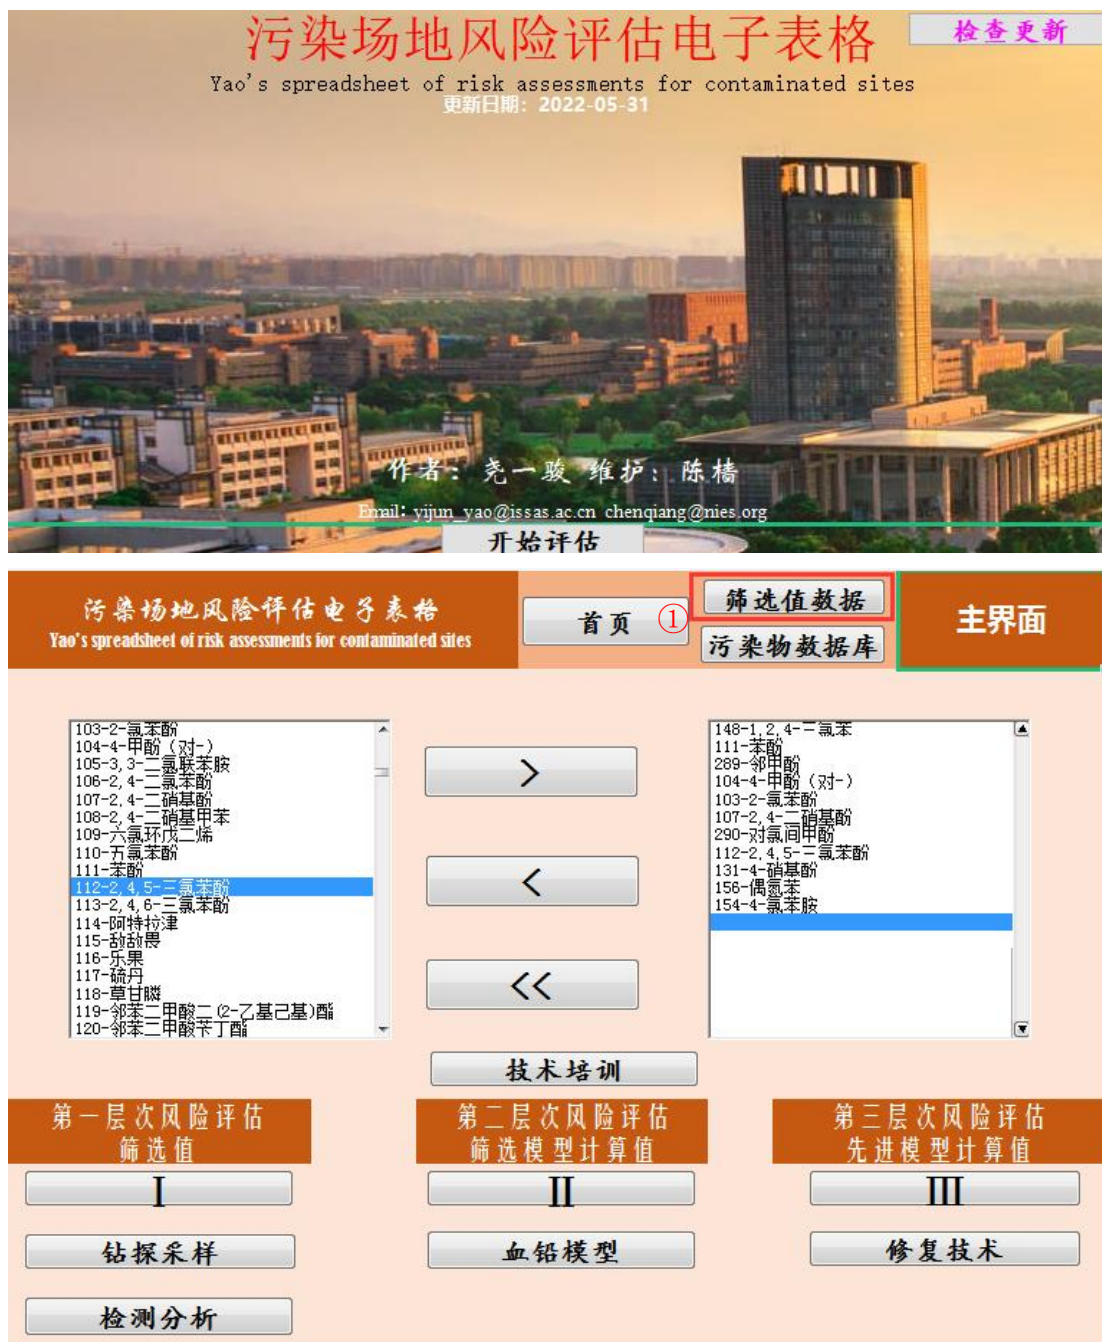 污染场地风险评估电子表格
检查更新
Yao's spreadsheet of risk assessments for contaminated sites
更新日期：2022-05-31
作者：尧一骏 维护：陈樯
Email: yijun_yao@issas.ac.cn chenqiang@nies.org
开始评估
污染场地风险评估电子表格
Yao's spreadsheet of risk assessments for contaminated sites
首页
①
筛选值数据
污染物数据库
主界面
103-2-氯苯酚
104-4-甲酚（对-）
105-3,3-二氯联苯胺
106-2,4-二氯苯酚
107-2,4-二硝基酚
108-2,4-二硝基甲苯
109-六氯环戊二烯
110-五氯苯酚
111-苯酚
112-2,4,5-三氯苯酚
113-2,4,6-三氯苯酚
114-阿特拉津
115-敌敌畏
116-乐果
117-硫丹
118-草甘膦
119-邻苯二甲酸二(2-乙基己基)酯
120-邻苯二甲酸苄丁酯
>
<
<<
148-1,2,4-三氯苯
111-苯酚
289-邻甲酚
104-4-甲酚（对-）
103-2-氯苯酚
107-2,4-二硝基酚
290-对氯间甲酚
112-2,4,5-三氯苯酚
131-4-硝基酚
156-偶氮苯
154-4-氯苯胺
技术培训
第一层次风险评估
筛选值
第二层次风险评估
筛选模型计算值
第三层次风险评估
先进模型计算值
I
II
III
钻探采样
血铅模型
修复技术
检测分析